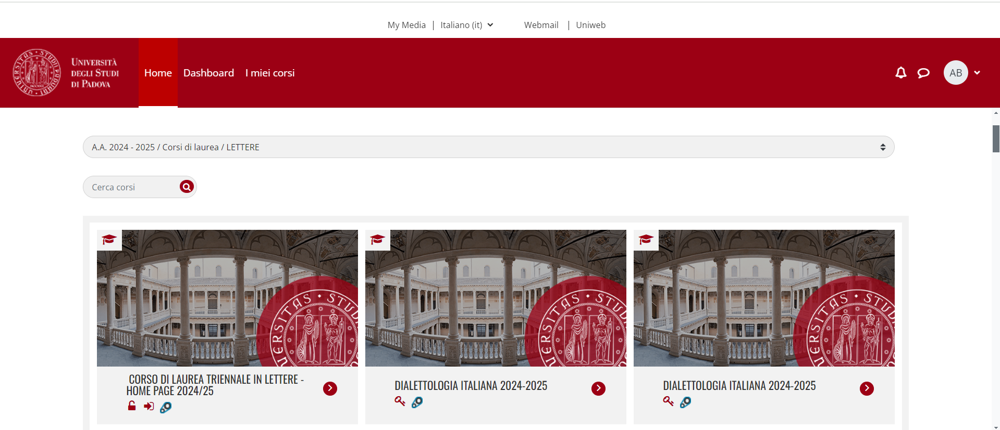 My Media
Italiano (it)
Webmail
Uniweb
UNIVERSITÀ
DEGLI STUDI
DI PADOVA
Home
Dashboard
I miei corsi
AB
A.A. 2024 - 2025 / Corsi di laurea / LETTERE
Cerca corsi
CORSO DI LAUREA TRIENNALE IN LETTERE -
HOME PAGE 2024/25
DIALETTOLOGIA ITALIANA 2024-2025
DIALETTOLOGIA ITALIANA 2024-2025